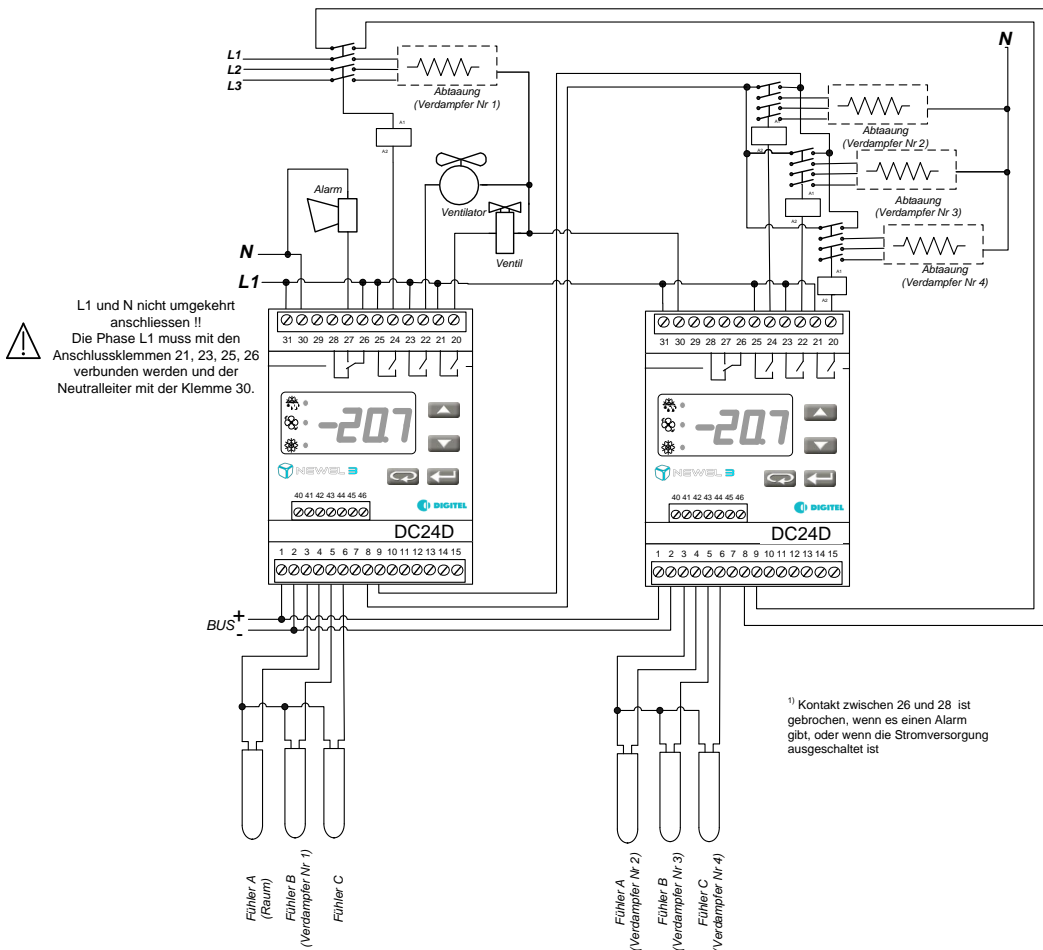 L1
L2
L3
Abtaaung
(Verdampfer Nr 1)
A1
A2
N
A1
A2
Abtaaung
(Verdampfer Nr 2)
A1
A2
Abtaaung
(Verdampfer Nr 3)
A1
A2
Abtaaung
(Verdampfer Nr 4)
Alarm
Ventilator
Ventil
N
L1
L1 und N nicht umgekehrt
anschliessen !!
Die Phase L1 muss mit den
Anschlussklemmen 21, 23, 25, 26
verbunden werden und der
Neutralleiter mit der Klemme 30.
31 30 29 28 27 26 25 24 23 22 21 20
-20.7
NEWEL 3
40 41 42 43 44 45 46
DIGITEL
DC24D
1 2 3 4 5 6 7 8 9 10 11 12 13 14 15
31 30 29 28 27 26 25 24 23 22 21 20
-20.7
NEWEL 3
40 41 42 43 44 45 46
DIGITEL
DC24D
1 2 3 4 5 6 7 8 9 10 11 12 13 14 15
BUS
+
-
1) Kontakt zwischen 26 und 28 ist
gebrochen, wenn es einen Alarm
gibt, oder wenn die Stromversorgung
ausgeschaltet ist
Fühler A
(Raum)
Fühler B
(Verdampfer Nr 1)
Fühler C
Fühler A
(Verdampfer Nr 2)
Fühler B
(Verdampfer Nr 3)
Fühler C
(Verdampfer Nr 4)